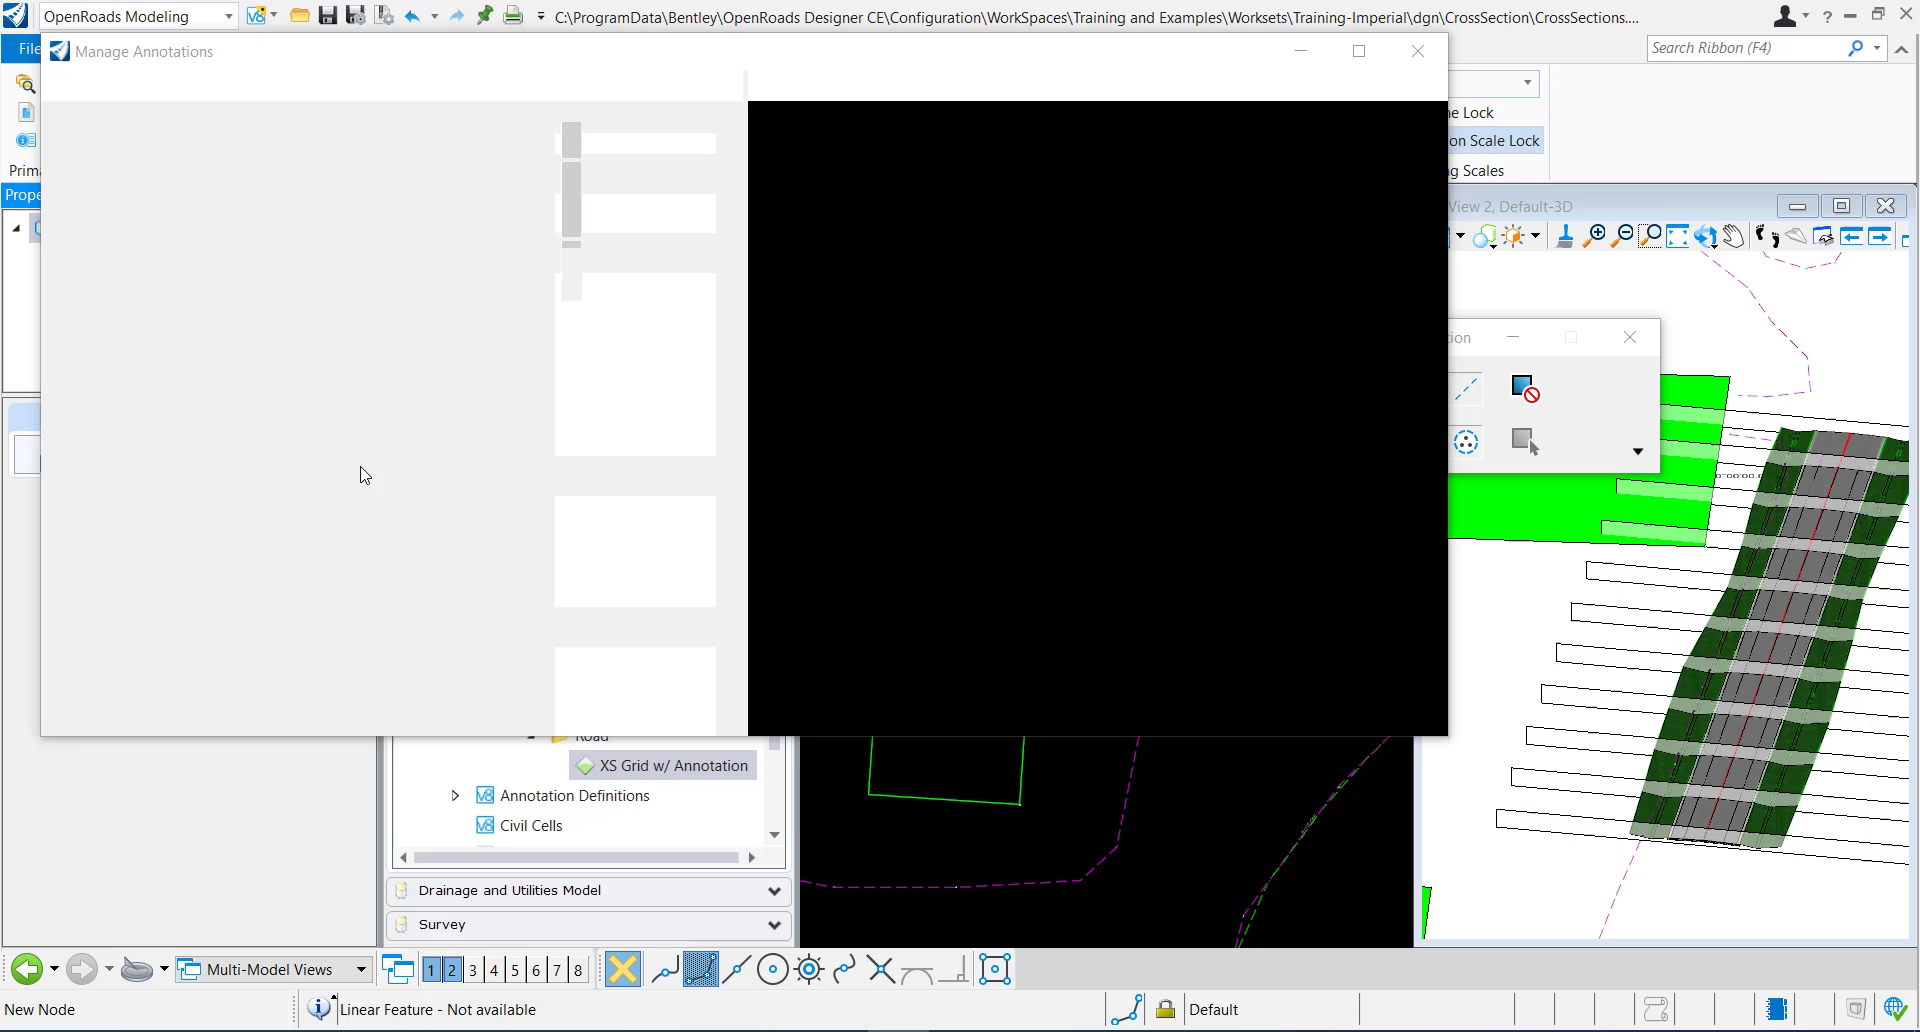 OpenRoads Modeling
C:\ProgramData\Bentley\OpenRoads Designer CE\Configuration\WorkSpaces\Training and Examples\Worksets\Training-Imperial\dgn\CrossSection\CrossSections....
File
Manage Annotations
Search Ribbon (F4)
ne Lock
on Scale Lock
g Scales
Prim
Prope
View 2, Default-3D
tion
Road
XS Grid w/ Annotation
Annotation Definitions
Civil Cells
Drainage and Utilities Model
Survey
Multi-Model Views
1 2 3 4 5 6 7 8
New Node
Linear Feature - Not available
Default